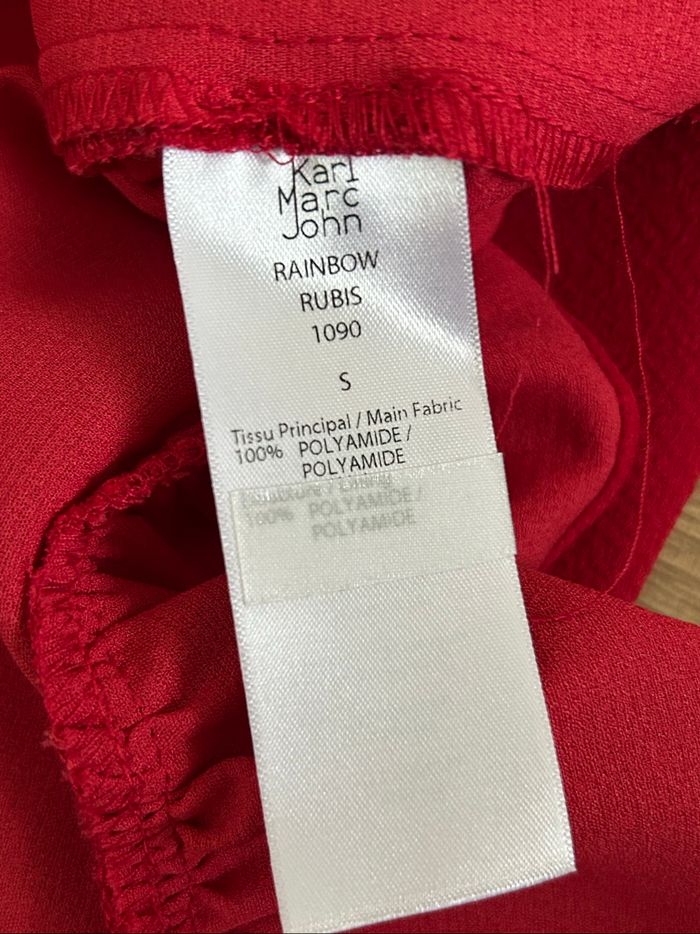 Karl
Marc
John
RAINBOW
RUBIS
1090
S
Tissu Principal / Main Fabric
100% POLYAMIDE /
POLYAMIDE
100% POLYAMIDE /
POLYAMIDE